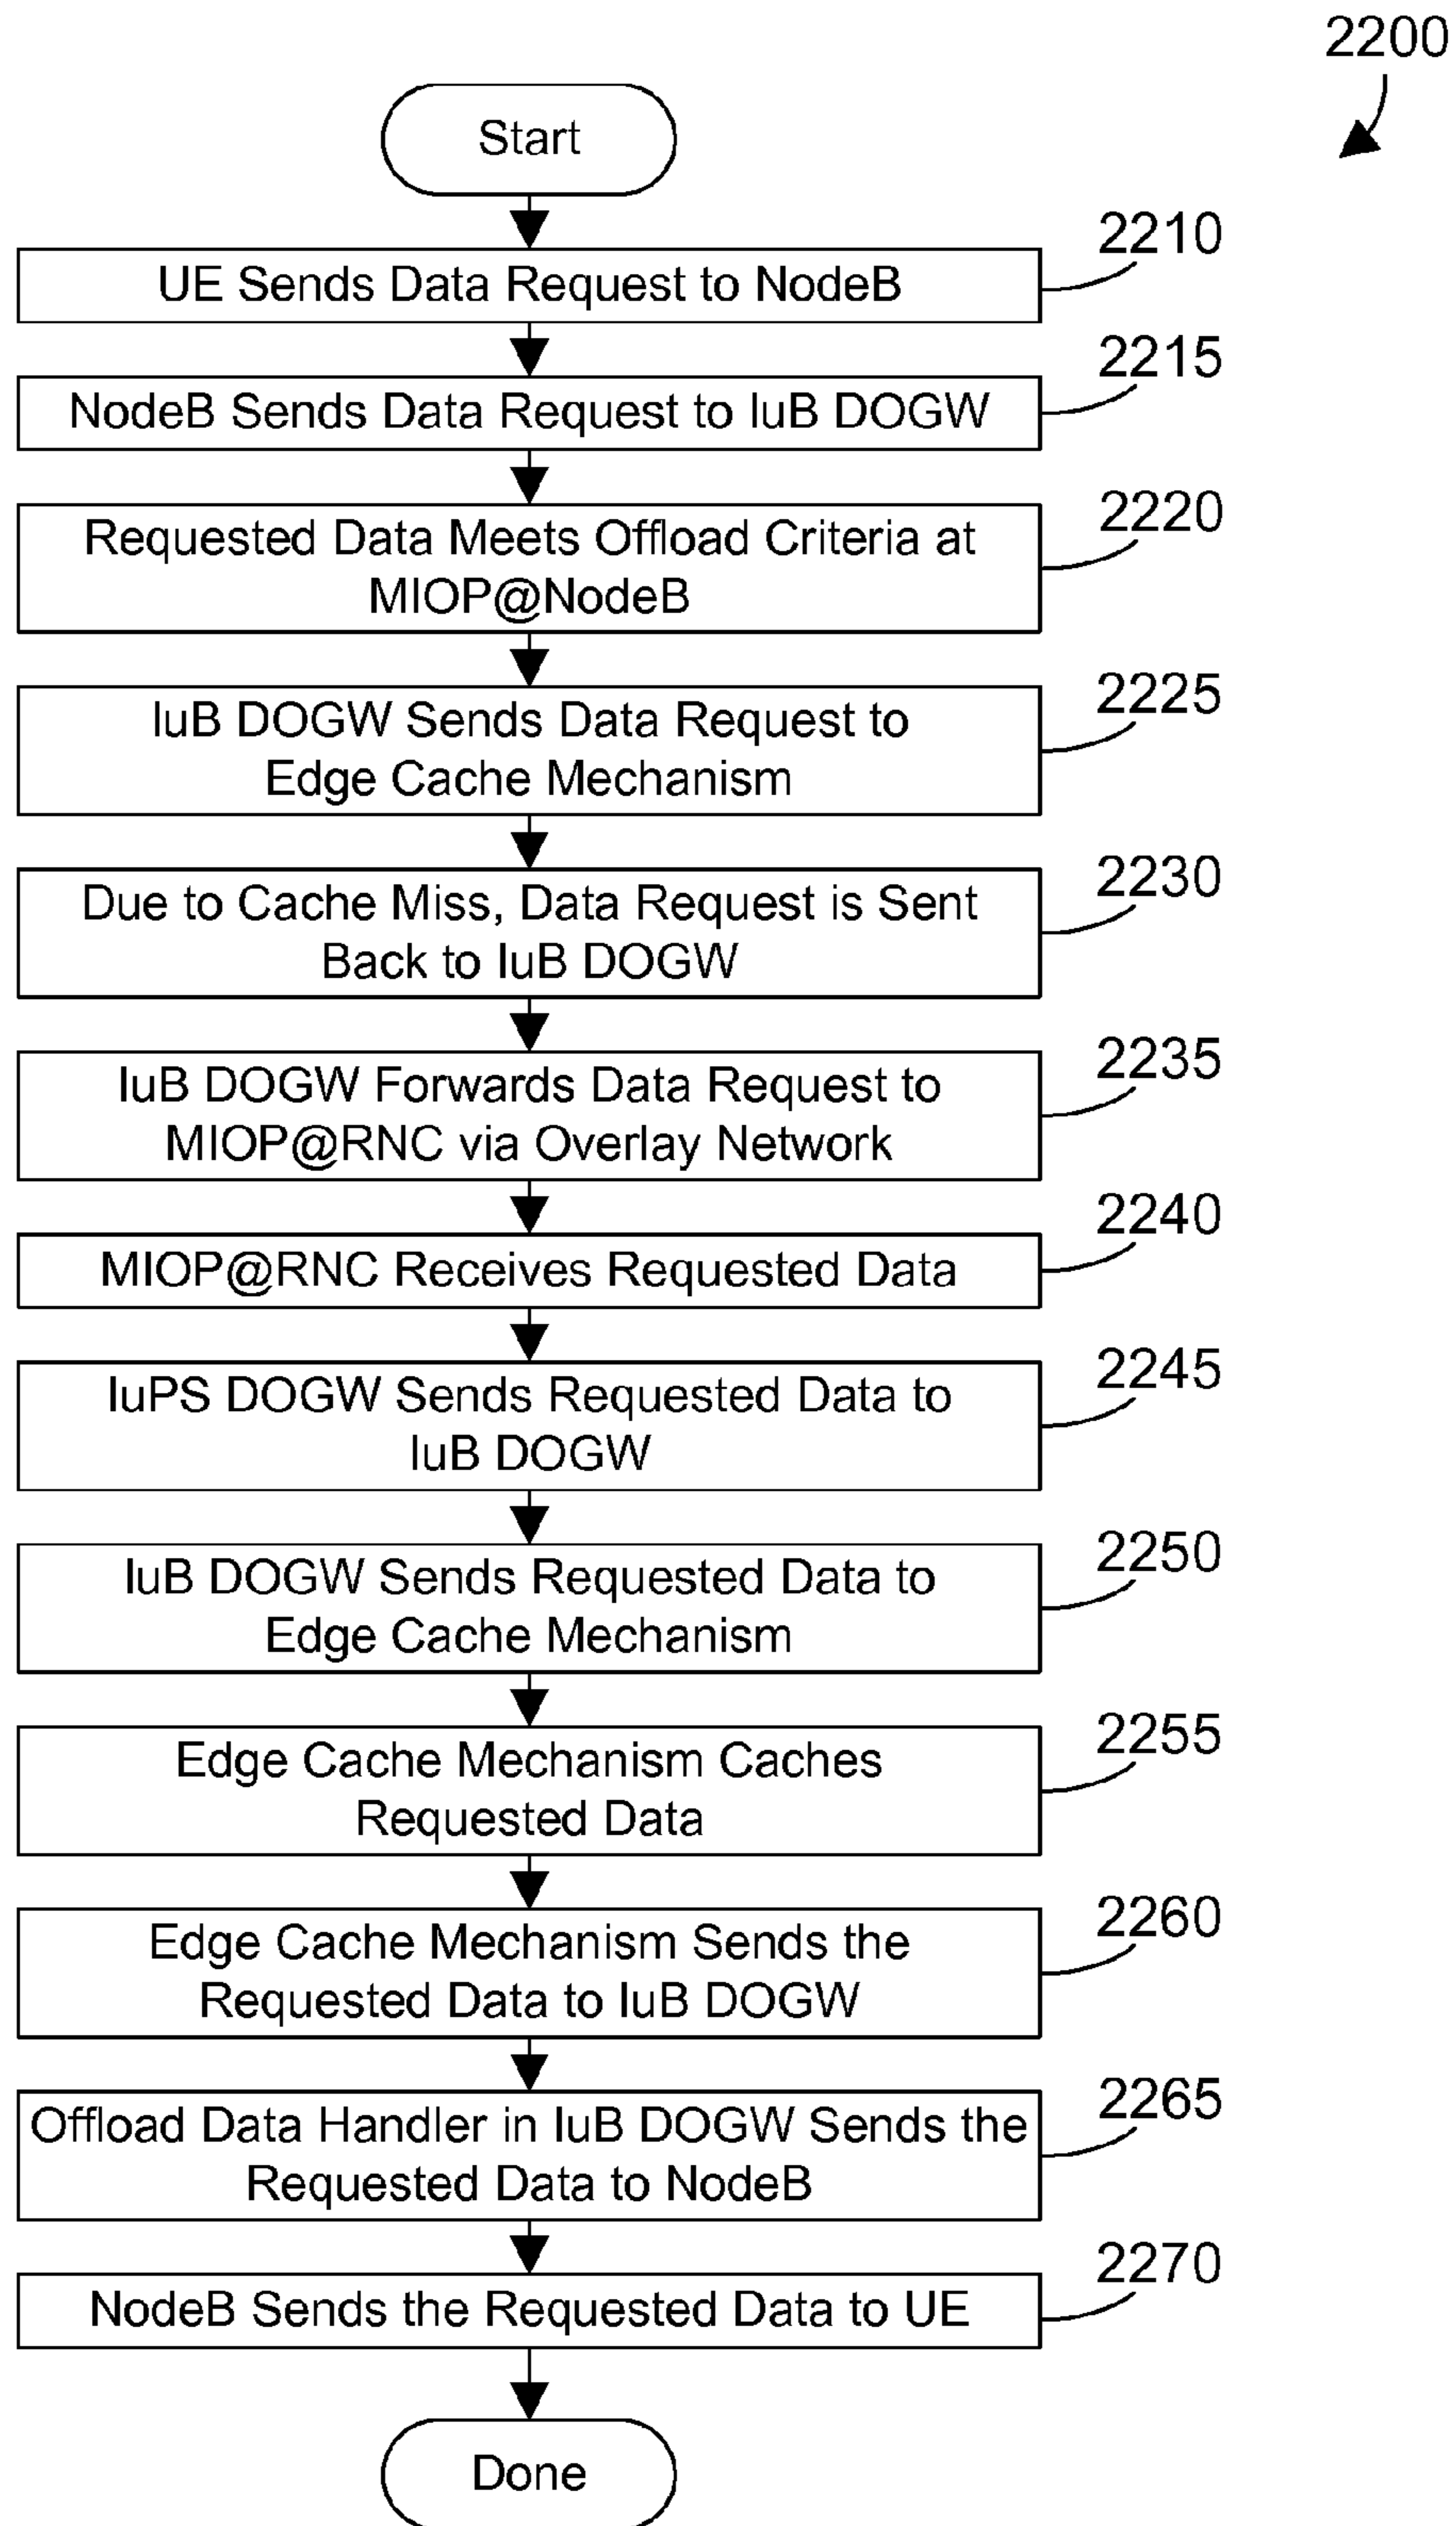 2200
Start
2210
UE Sends Data Request to NodeB
2215
NodeB Sends Data Request to IuB DOGW
2220
Requested Data Meets Offload Criteria at
MIOP@NodeB
2225
IuB DOGW Sends Data Request to
Edge Cache Mechanism
2230
Due to Cache Miss, Data Request is Sent
Back to IuB DOGW
2235
IuB DOGW Forwards Data Request to
MIOP@RNC via Overlay Network
2240
MIOP@RNC Receives Requested Data
2245
IuPS DOGW Sends Requested Data to
IuB DOGW
2250
IuB DOGW Sends Requested Data to
Edge Cache Mechanism
2255
Edge Cache Mechanism Caches
Requested Data
2260
Edge Cache Mechanism Sends the
Requested Data to IuB DOGW
2265
Offload Data Handler in IuB DOGW Sends the
Requested Data to NodeB
2270
NodeB Sends the Requested Data to UE
Done